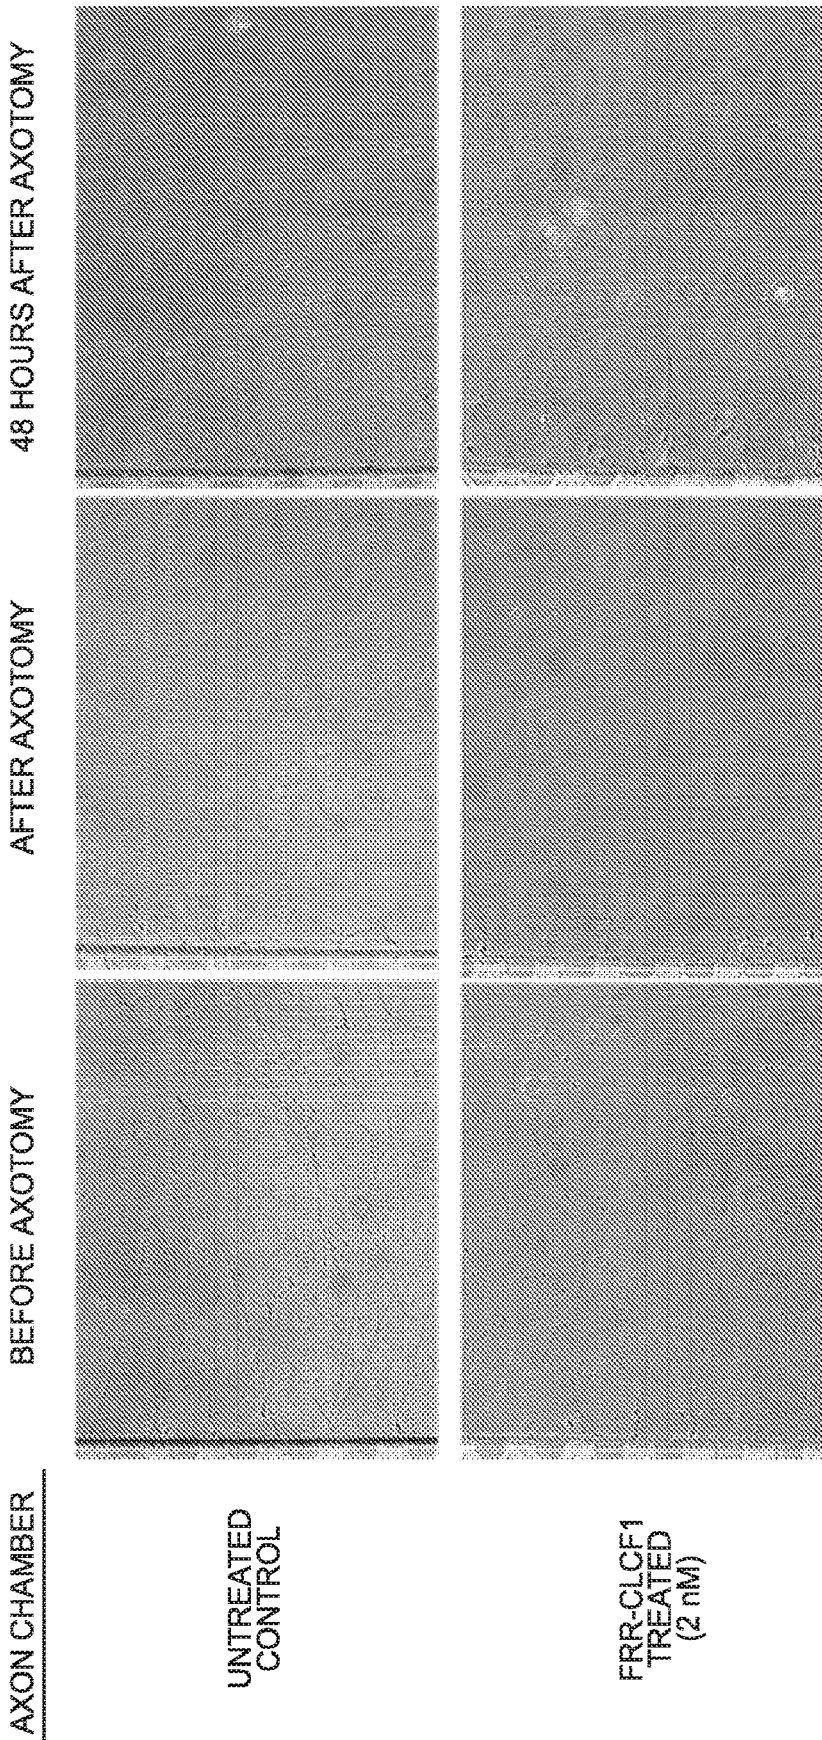 AXON CHAMBER
BEFORE AXOTOMY
AFTER AXOTOMY
48 HOURS AFTER AXOTOMY
UNTREATED
CONTROL
FRR-CLCF1
TREATED
(2 nM)